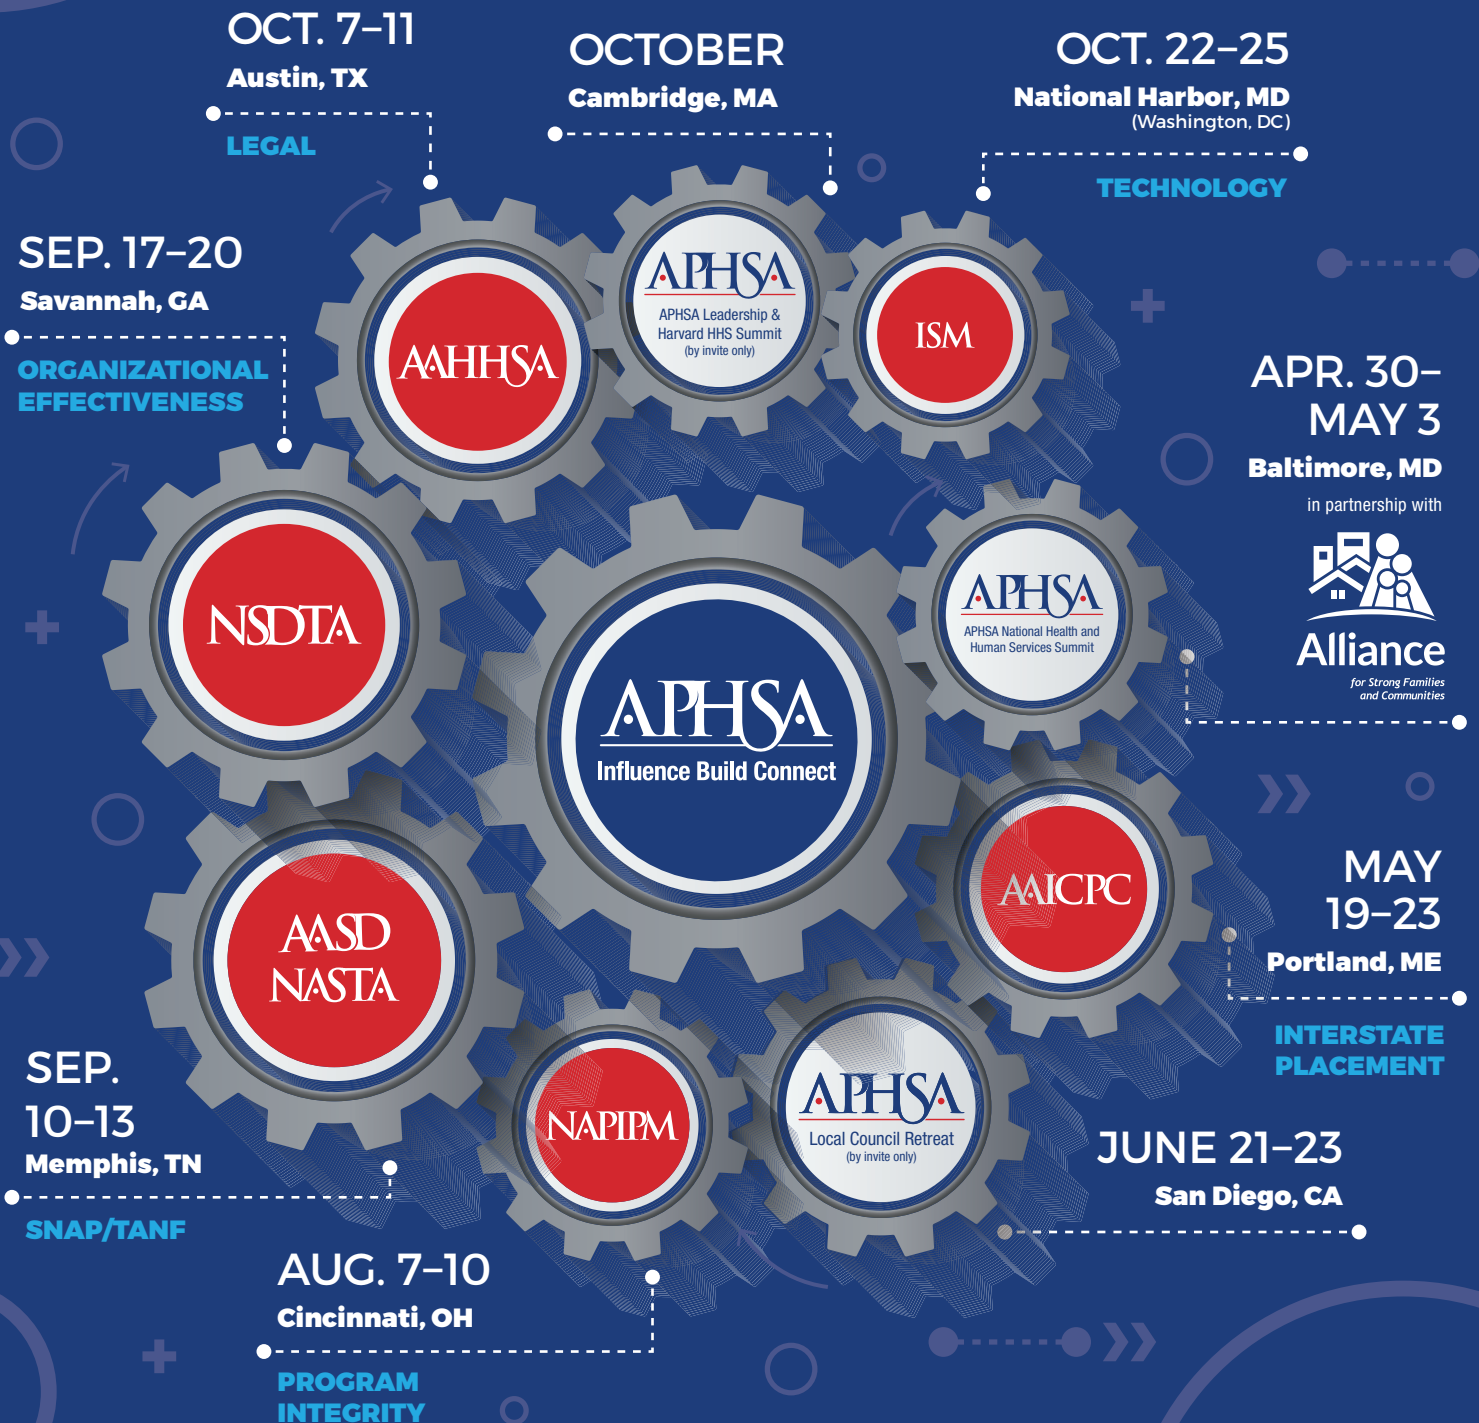 OCT. 7–11
Austin, TX
LEGAL
OCTOBER
Cambridge, MA
OCT. 22–25
National Harbor, MD
(Washington, DC)
TECHNOLOGY
SEP. 17–20
Savannah, GA
ORGANIZATIONAL
EFFECTIVENESS
AAHHSA
APHSA
APHSA Leadership &
Harvard HHS Summit
(by invite only)
ISM
APR. 30–
MAY 3
Baltimore, MD
in partnership with
Alliance
for Strong Families
and Communities
NSDTA
APHSA
APHSA National Health and
Human Services Summit
APHSA
Influence Build Connect
AAICPC
MAY
19–23
Portland, ME
INTERSTATE
PLACEMENT
AASD
NASTA
SEP.
10–13
Memphis, TN
SNAP/TANF
NAPIPM
APHSA
Local Council Retreat
(by invite only)
JUNE 21–23
San Diego, CA
AUG. 7–10
Cincinnati, OH
PROGRAM
INTEGRITY